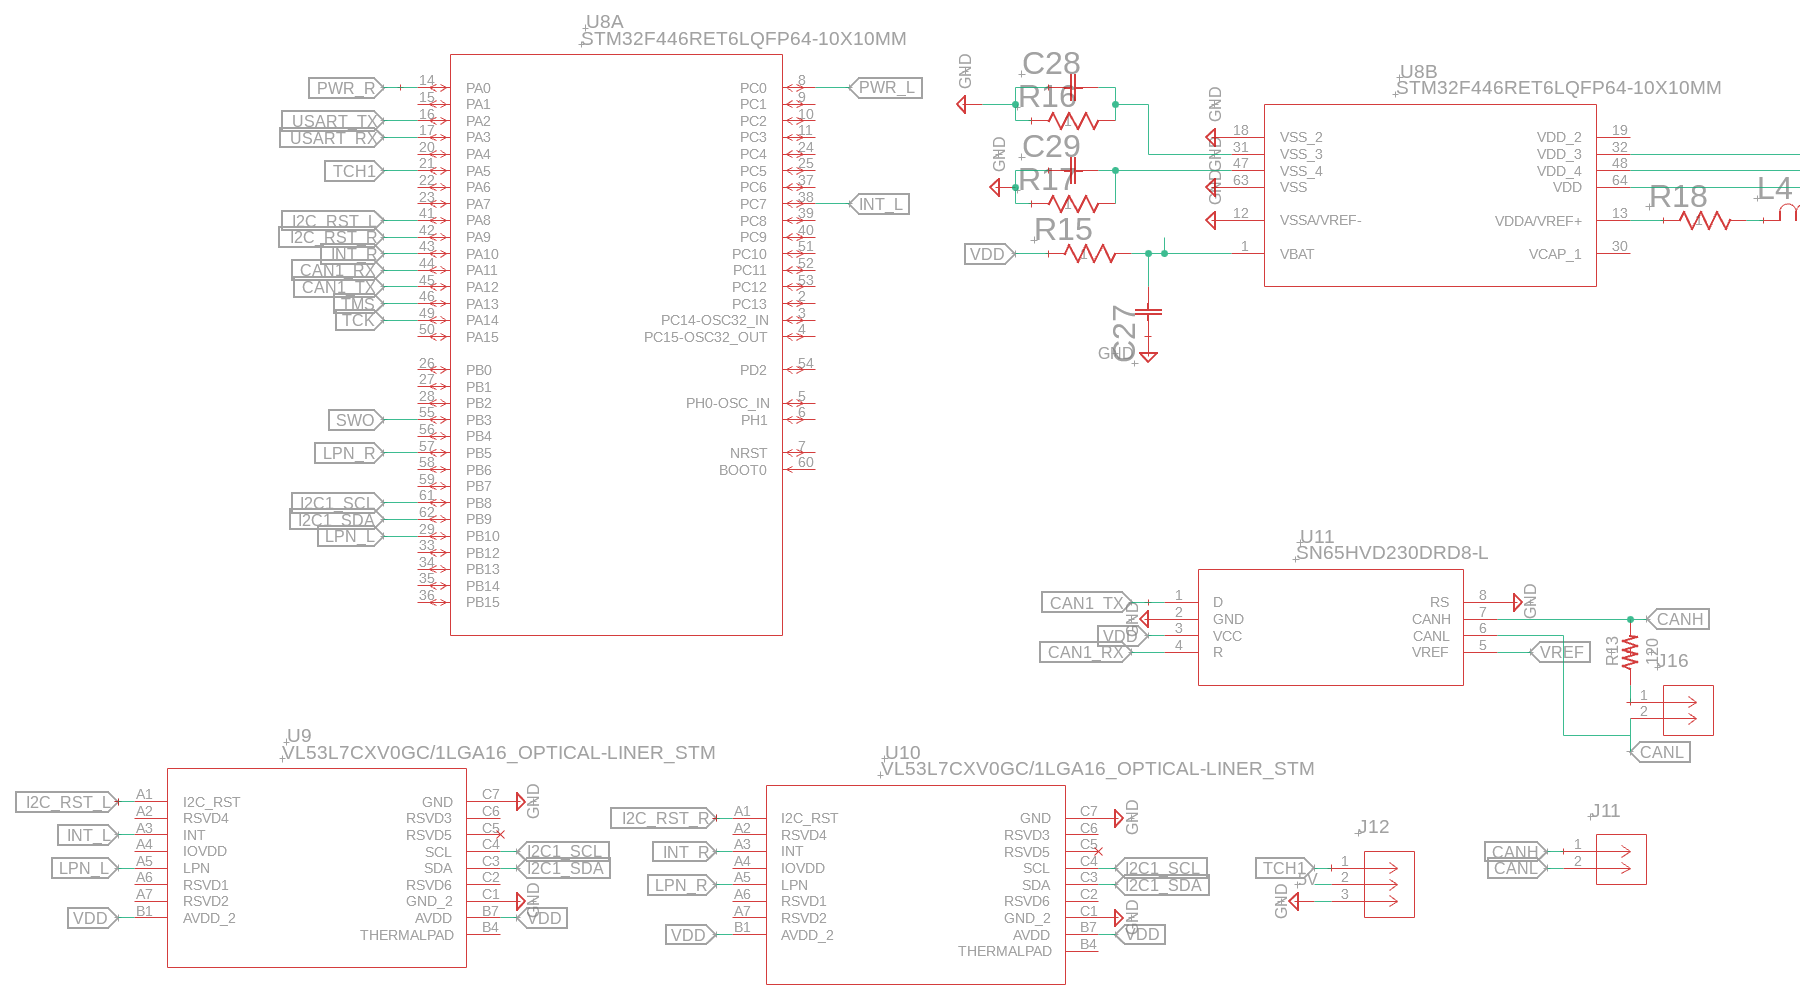 U8A
STM32F446RET6LQFP64-10X10MM
PWR_R 14 PA0 PC0 8 PWR_L
15 PA1 PC1 9
USART_TX 16 PA2 PC2 10
USART_RX 17 PA3 PC3 11
20 PA4 PC4 24
TCH1 21 PA5 PC5 25
22 PA6 PC6 37
23 PA7 PC7 38 INT_L
I2C_RST_L 41 PA8 PC8 39
I2C_RST_R 42 PA9 PC9 40
INT_R 43 PA10 PC10 51
CAN1_RX 44 PA11 PC11 52
CAN1_TX 45 PA12 PC12 53
TMS 46 PA13 PC13 2
TCK 49 PA14 PC14-OSC32_IN 3
50 PA15 PC15-OSC32_OUT 4
26 PB0 PD2 54
27 PB1
28 PB2 PH0-OSC_IN 5
SWO 55 PB3 PH1 6
56 PB4
LPN_R 57 PB5 NRST 7
58 PB6 BOOT0 60
59 PB7
I2C1_SCL 61 PB8
I2C1_SDA 62 PB9
LPN_L 29 PB10
33 PB12
34 PB13
35 PB14
36 PB15
GND
C28
R16
1
GND
C29
R17
1
R15
VDD 1
C27
GND
U8B
STM32F446RET6LQFP64-10X10MM
GND 18 VSS_2 VDD_2 19
31 VSS_3 VDD_3 32
GND 47 VSS_4 VDD_4 48
63 VSS VDD 64
GND 12 VSSA/VREF- VDDA/VREF+ 13
1 VBAT VCAP_1 30
R18
1
L4
U11
SN65HVD230DRD8-L
CAN1_TX 1 D RS 8 GND
GND 2 GND CANH 7 CANH
VDD 3 VCC CANL 6
CAN1_RX 4 R VREF 5 VREF
R13 120
J16
1
2
CANL
U9
VL53L7CXV0GC/1LGA16_OPTICAL-LINER_STM
I2C_RST_L A1 I2C_RST GND C7 GND
A2 RSVD4 RSVD3 C6
INT_L A3 INT RSVD5 C5
A4 IOVDD SCL C4 I2C1_SCL
LPN_L A5 LPN SDA C3 I2C1_SDA
A6 RSVD1 RSVD6 C2
A7 RSVD2 GND_2 C1 GND
VDD B1 AVDD_2 AVDD B7 VDD
THERMALPAD B4
U10
VL53L7CXV0GC/1LGA16_OPTICAL-LINER_STM
I2C_RST_R A1 I2C_RST GND C7 GND
A2 RSVD4 RSVD3 C6
INT_R A3 INT RSVD5 C5
A4 IOVDD SCL C4 I2C1_SCL
LPN_R A5 LPN SDA C3 I2C1_SDA
A6 RSVD1 RSVD6 C2
A7 RSVD2 GND_2 C1 GND
VDD B1 AVDD_2 AVDD B7 VDD
THERMALPAD B4
J12
TCH1 1
2
GND 3
J11
CANH 1
CANL 2